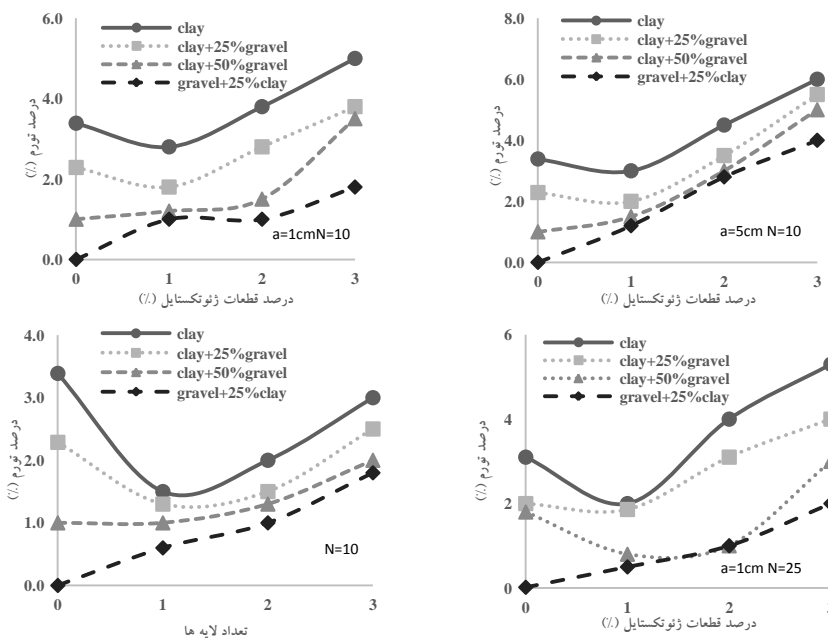 6.0
4.0
2.0
0.0
درصد تورم (%)
clay
clay+25%gravel
clay+50%gravel
gravel+25%clay
a=1cmN=10
0 1 2 3
درصد قطعات ژئوتکستایل (%)
8.0
6.0
4.0
2.0
0.0
درصد تورم (%)
clay
clay+25%gravel
clay+50%gravel
gravel+25%clay
a=5cm N=10
0 1 2 3
درصد قطعات ژئوتکستایل (%)
4.0
3.0
2.0
1.0
0.0
درصد تورم (%)
clay
clay+25%gravel
clay+50%gravel
gravel+25%clay
N=10
0 1 2 3
تعداد لایه ها
6
4
2
0
درصد تورم (%)
clay
clay+25%gravel
clay+50%gravel
gravel+25%clay
a=1cm N=25
0 1 2 3
درصد قطعات ژئوتکستایل (%)